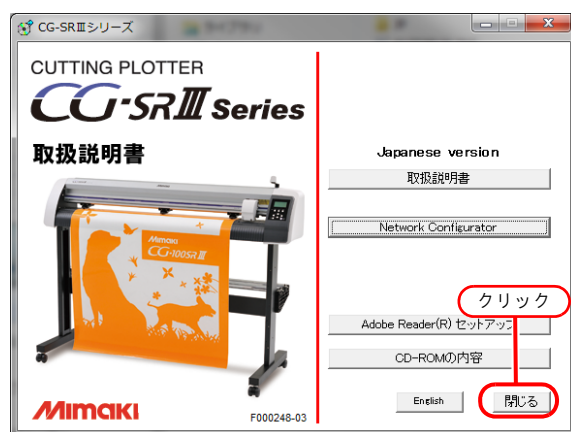 CG-SRⅢシリーズ
CUTTING PLOTTER
CG-SRⅢ Series
取扱説明書
Mimaki
CG-100SRⅢ
Mimaki
F000248-03
Japanese version
取扱説明書
Network Configurator
クリック
Adobe Reader(R) セットアップ
CD-ROMの内容
English
閉じる